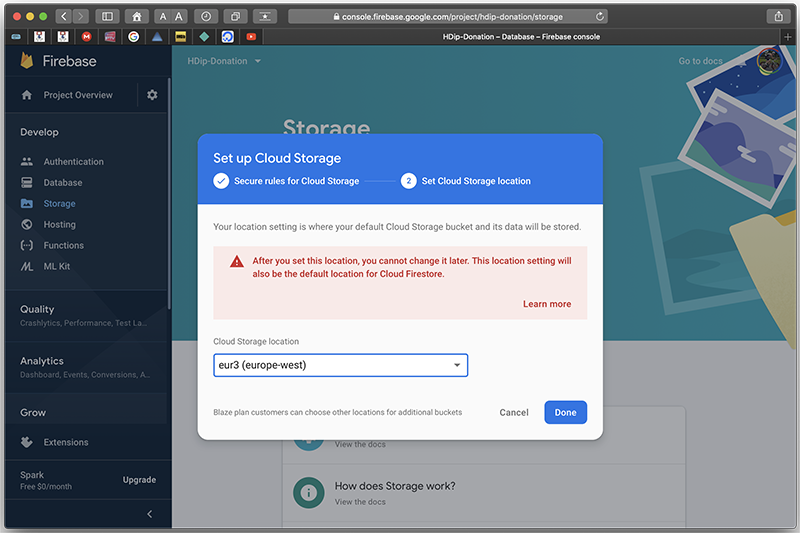 console.firebase.google.com/project/hdip-donation/storage
HDip-Donation – Database – Firebase console
Firebase
HDip-Donation
Go to docs
Project Overview
Storage
Develop
Authentication
Database
Storage
Hosting
Functions
ML Kit
Quality
Crashlytics, Performance, Test La...
Analytics
Dashboard, Events, Conversions, A...
Grow
Extensions
Spark
Free $0/month
Upgrade
Set up Cloud Storage
Secure rules for Cloud Storage
2 Set Cloud Storage location
Your location setting is where your default Cloud Storage bucket and its data will be stored.
After you set this location, you cannot change it later. This location setting will
also be the default location for Cloud Firestore.
Learn more
Cloud Storage location
eur3 (europe-west)
Blaze plan customers can choose other locations for additional buckets
Cancel
Done
View the docs
How does Storage work?
View the docs